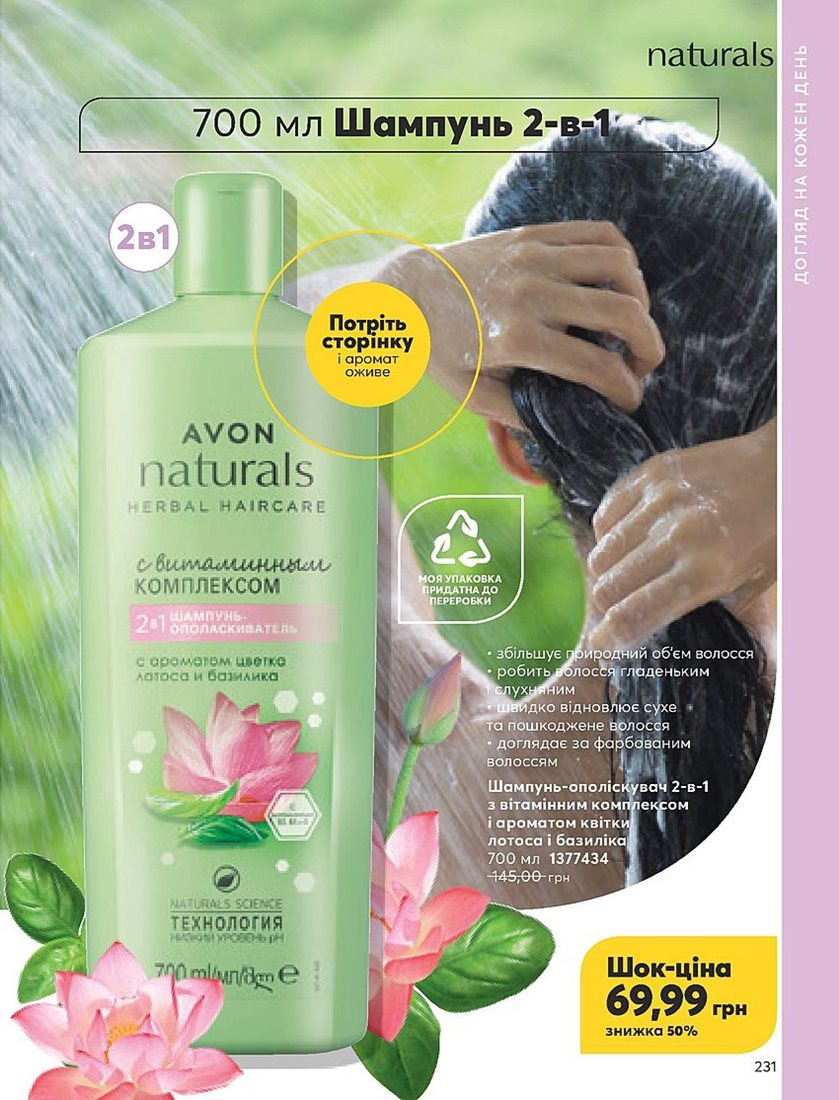 naturals
ДОГЛЯД НА КОЖЕН ДЕНЬ
700 мл Шампунь 2-в-1
2в1
Потріть
сторінку
і аромат
оживе
AVON
naturals
HERBAL HAIRCARE
с витаминным
КОМПЛЕКСОМ
2в1 ШАМПУНЬ-
ОПОЛАСКИВАТЕЛЬ
с ароматом цветка
лотоса и базилика
NATURALS SCIENCE
ТЕХНОЛОГИЯ
НИЗКИЙ УРОВЕНЬ pH
700 ml/мл/ e
МОЯ УПАКОВКА
ПРИДАТНА ДО
ПЕРЕРОБКИ
• збільшує природний об'єм волосся
• робить волосся гладеньким
і слухняним
• швидко відновлює сухе
та пошкоджене волосся
• доглядає за фарбованим
волоссям
Шампунь-ополіскувач 2-в-1
з вітамінним комплексом
і ароматом квітки
лотоса і базиліка
700 мл 1377434
145,00 грн
Шок-ціна
69,99 грн
знижка 50%
231